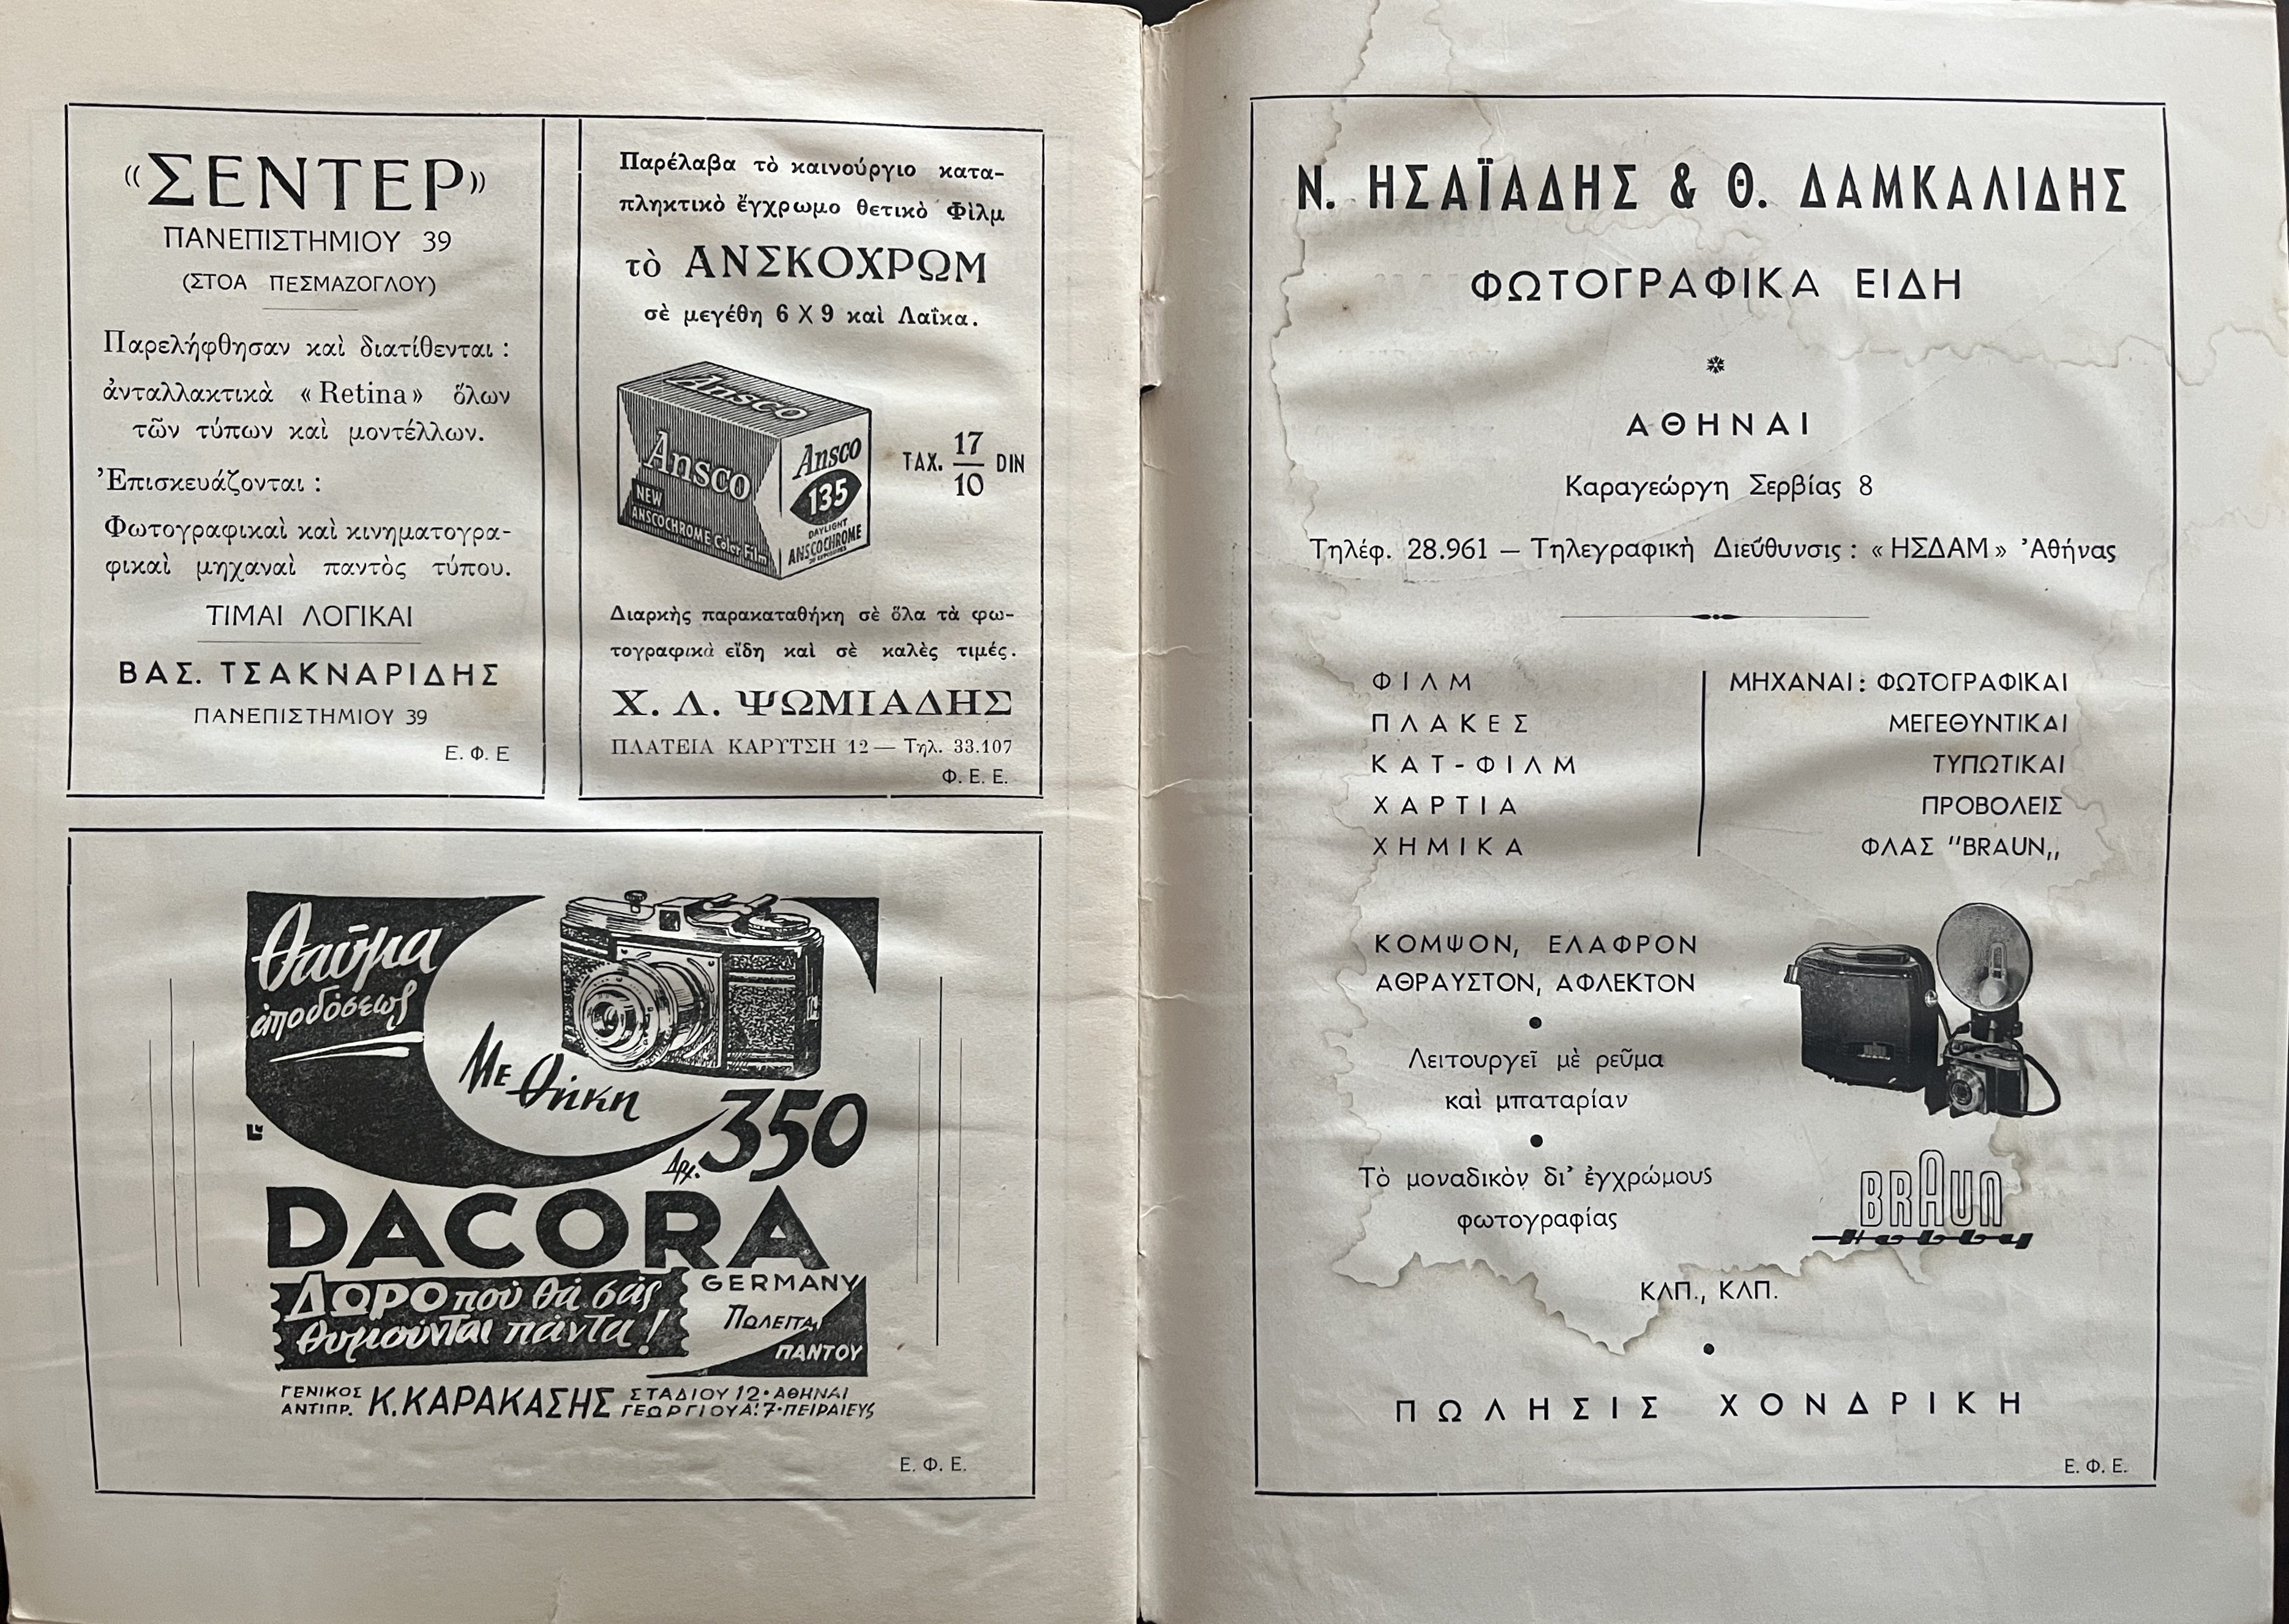 «ΣΕΝΤΕΡ»
ΠΑΝΕΠΙΣΤΗΜΙΟΥ 39
(ΣΤΟΑ ΠΕΣΜΑΖΟΓΛΟΥ)
Παρελήφθησαν καὶ διατίθενται :
ἀνταλλακτικὰ «Retina» ὅλων
τῶν τύπων καὶ μοντέλλων.
Ἐπισκευάζονται :
Φωτογραφικαὶ καὶ κινηματογρα-
φικαὶ μηχαναὶ παντὸς τύπου.
ΤΙΜΑΙ ΛΟΓΙΚΑΙ
ΒΑΣ. ΤΣΑΚΝΑΡΙΔΗΣ
ΠΑΝΕΠΙΣΤΗΜΙΟΥ 39
Ε. Φ. Ε
Παρέλαβα τὸ καινούργιο κατα-
πληκτικὸ ἔγχρωμο θετικὸ Φὶλμ
τὸ ΑΝΣΚΟΧΡΩΜ
σὲ μεγέθη 6 Χ 9 καὶ Λαΐκα.
Ansco
Ansco
NEW
ANSCOCHROME Color Film
Ansco
135
DAYLIGHT
ANSCOCHROME
ΤΑΧ. 17/10 DIN
Διαρκὴς παρακαταθήκη σὲ ὅλα τὰ φω-
τογραφικὰ εἴδη καὶ σὲ καλὲς τιμές.
Χ. Λ. ΨΩΜΙΑΔΗΣ
ΠΛΑΤΕΙΑ ΚΑΡΥΤΣΗ 12 — Τηλ. 33.107
Φ. Ε. Ε.
Θαῦμα
ἀποδόσεως
Με Θήκη
Δρχ. 350
DACORA
GERMANY
Δωρο ποὺ θά σάς
θυμούνται πάντα!
Πωλειται
ΠΑΝΤΟΥ
ΓΕΝΙΚΟΣ ΑΝΤΙΠΡ. Κ. ΚΑΡΑΚΑΣΗΣ ΣΤΑΔΙΟΥ 12 • ΑΘΗΝΑΙ
ΓΕΩΡΓΙΟΥ Α! 7 • ΠΕΙΡΑΙΕΥΣ
Ε. Φ. Ε.
Ν. ΗΣΑΪΑΔΗΣ & Θ. ΔΑΜΚΑΛΙΔΗΣ
ΦΩΤΟΓΡΑΦΙΚΑ ΕΙΔΗ
ΑΘΗΝΑΙ
Καραγεώργη Σερβίας 8
Τηλέφ. 28.961 — Τηλεγραφικὴ Διεύθυνσις : «ΗΣΔΑΜ» Ἀθήνας
ΦΙΛΜ
ΠΛΑΚΕΣ
ΚΑΤ-ΦΙΛΜ
ΧΑΡΤΙΑ
ΧΗΜΙΚΑ
ΜΗΧΑΝΑΙ : ΦΩΤΟΓΡΑΦΙΚΑΙ
ΜΕΓΕΘΥΝΤΙΚΑΙ
ΤΥΠΩΤΙΚΑΙ
ΠΡΟΒΟΛΕΙΣ
ΦΛΑΣ "BRAUN„
ΚΟΜΨΟΝ, ΕΛΑΦΡΟΝ
ΑΘΡΑΥΣΤΟΝ, ΑΦΛΕΚΤΟΝ
Λειτουργεῖ μὲ ρεῦμα
καὶ μπαταρίαν
Τὸ μοναδικὸν δι' ἐγχρώμους
φωτογραφίας
BRAUN
Hobby
ΚΛΠ., ΚΛΠ.
ΠΩΛΗΣΙΣ ΧΟΝΔΡΙΚΗ
Ε. Φ. Ε.